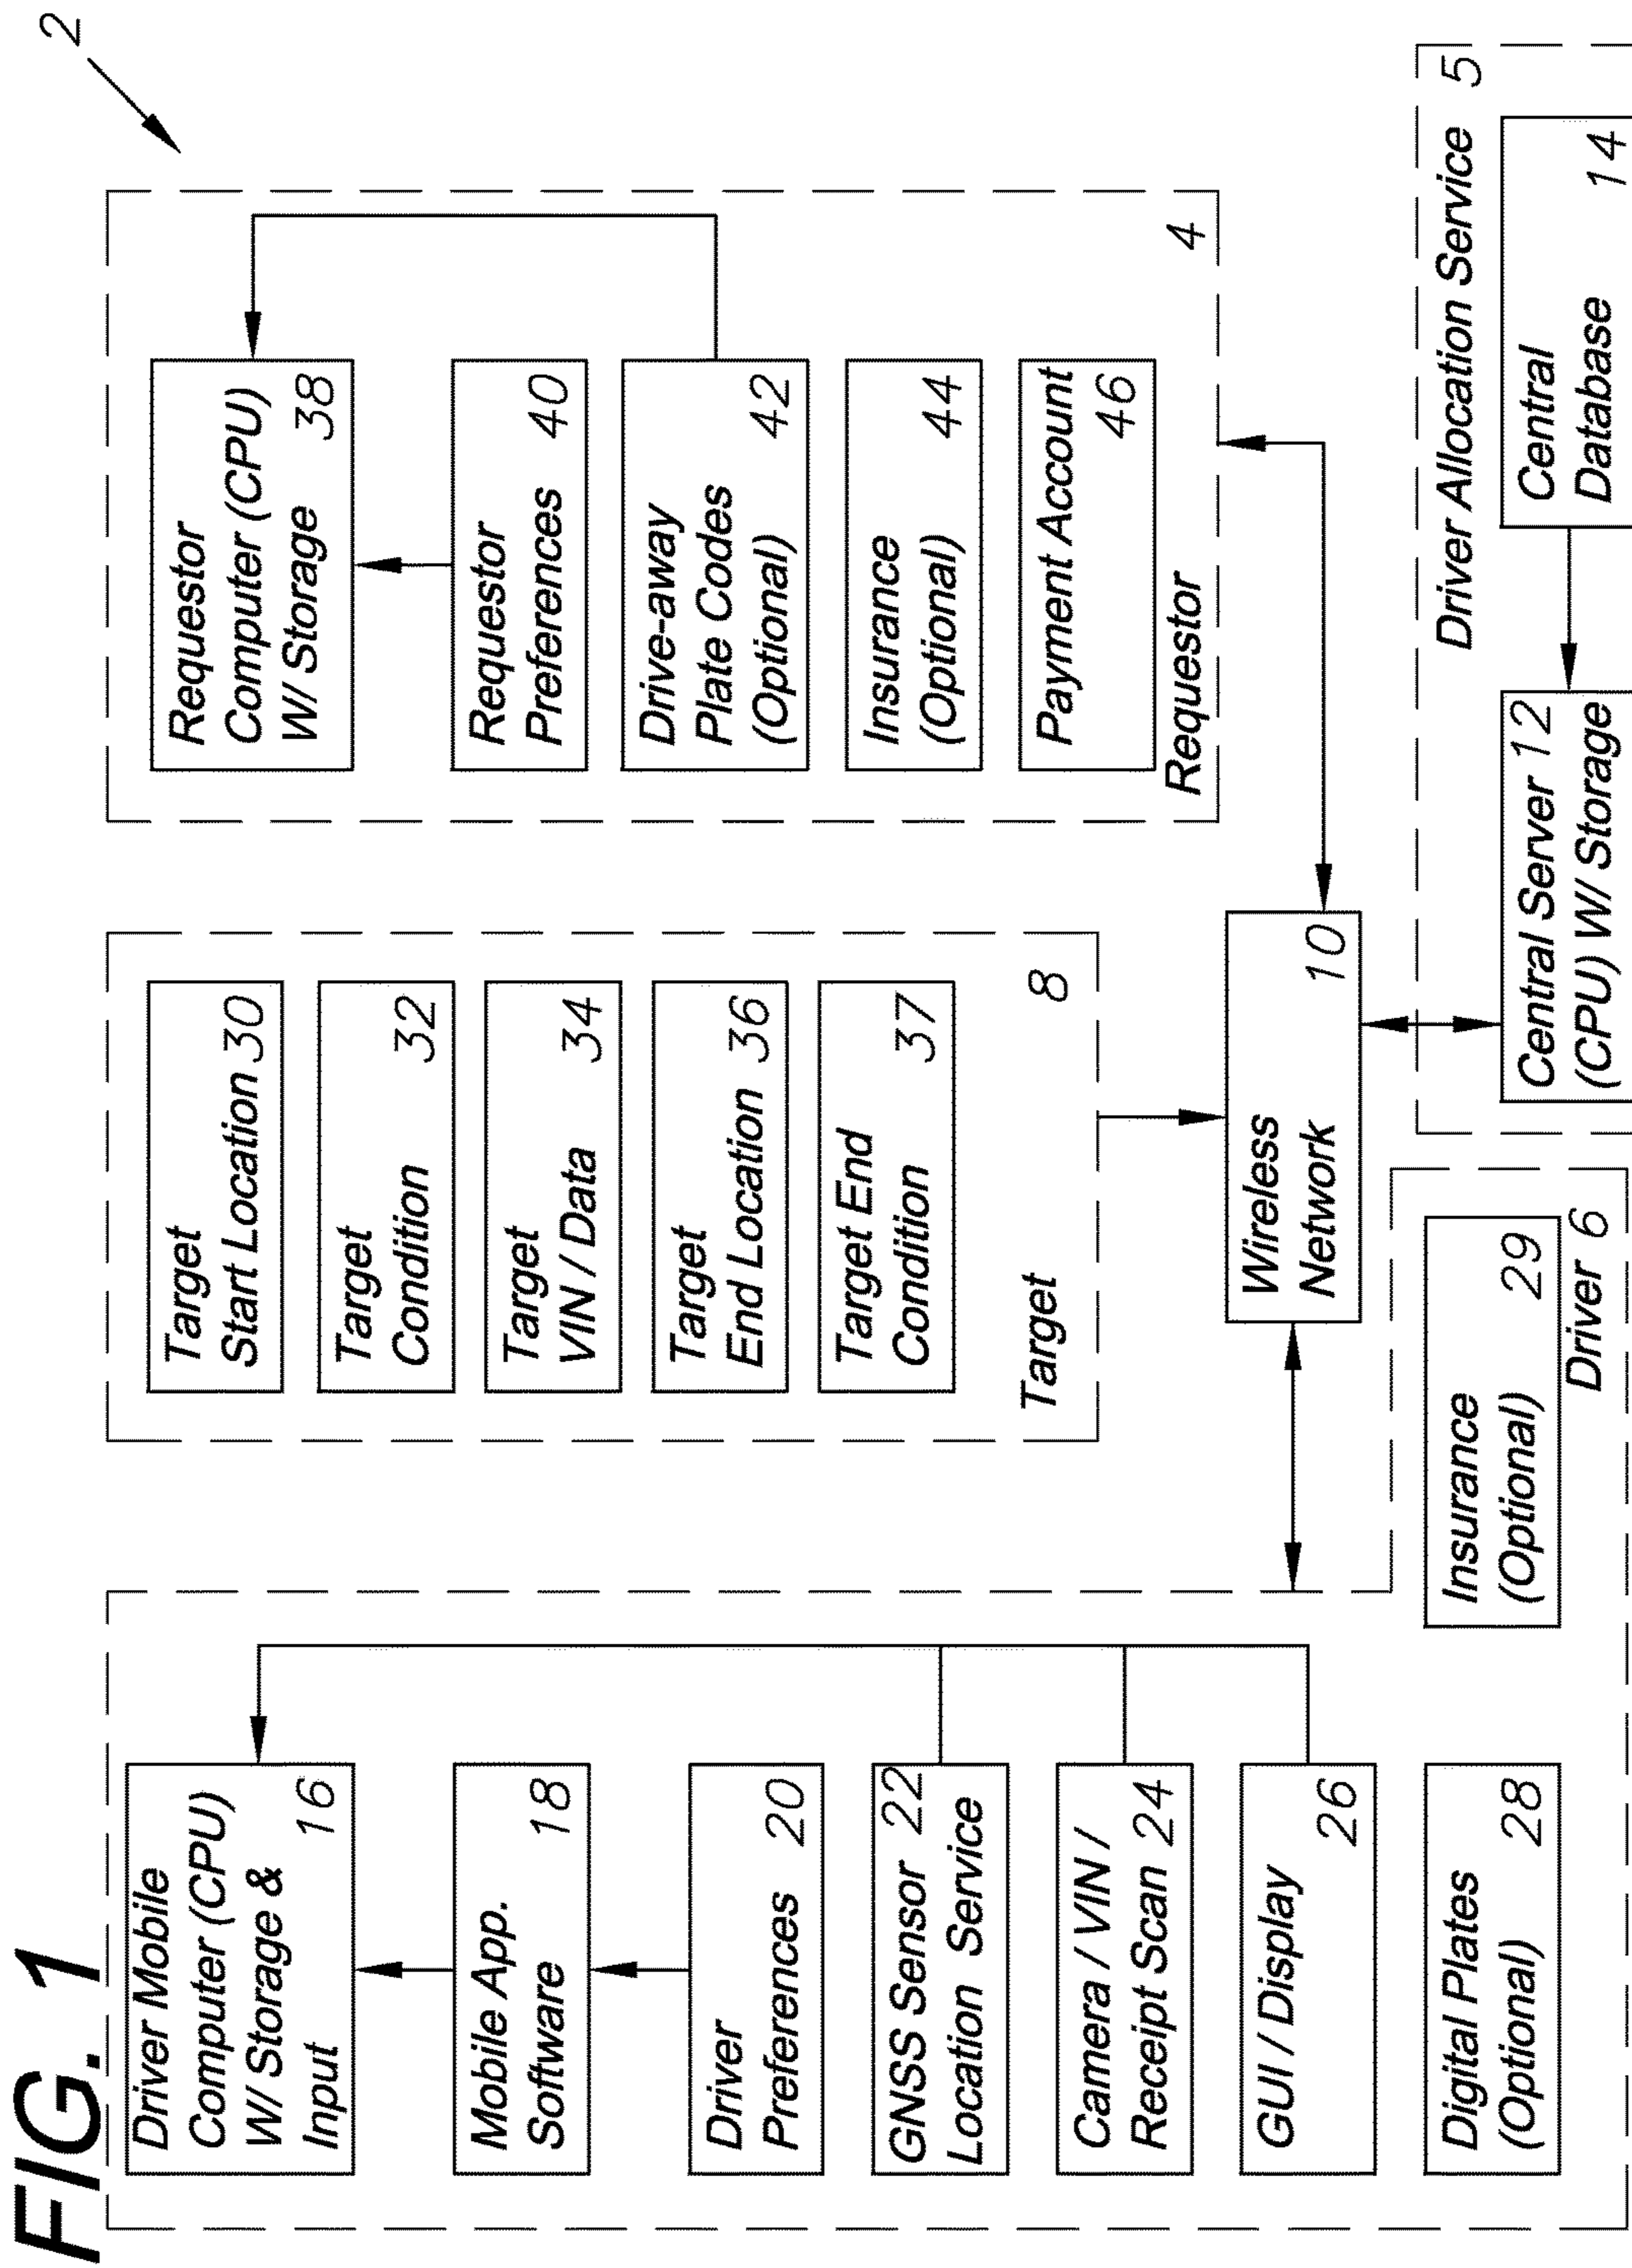 FIG. 1
2
Driver Mobile
Computer (CPU)
W/ Storage &
Input 16
Mobile App.
Software 18
Driver
Preferences 20
GNSS Sensor 22
Location Service
Camera / VIN /
Receipt Scan 24
GUI / Display
26
Digital Plates
(Optional) 28
Insurance
(Optional) 29
Driver 6
Target
Start Location 30
Target
Condition 32
Target
VIN / Data 34
Target
End Location 36
Target End
Condition 37
Target 8
Wireless
Network 10
Requestor
Computer (CPU)
W/ Storage 38
Requestor
Preferences 40
Drive-away
Plate Codes
(Optional) 42
Insurance
(Optional) 44
Payment Account
46
Requestor 4
Driver Allocation Service 5
Central Server 12
(CPU) W/ Storage
Central
Database 14